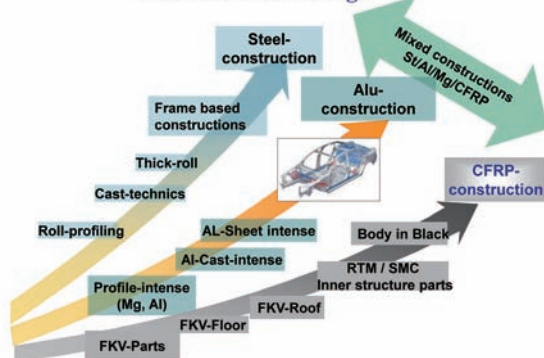 Steel-
construction
Mixed constructions
St/Al/Mg/CFRP
Alu-
construction
Frame based
constructions
Thick-roll
CFRP-
construction
Cast-technics
Roll-profiling
AL-Sheet intense
Body in Black
Al-Cast-intense
RTM / SMC
Inner structure parts
Profile-intense
(Mg, Al)
FKV-Roof
FKV-Floor
FKV-Parts